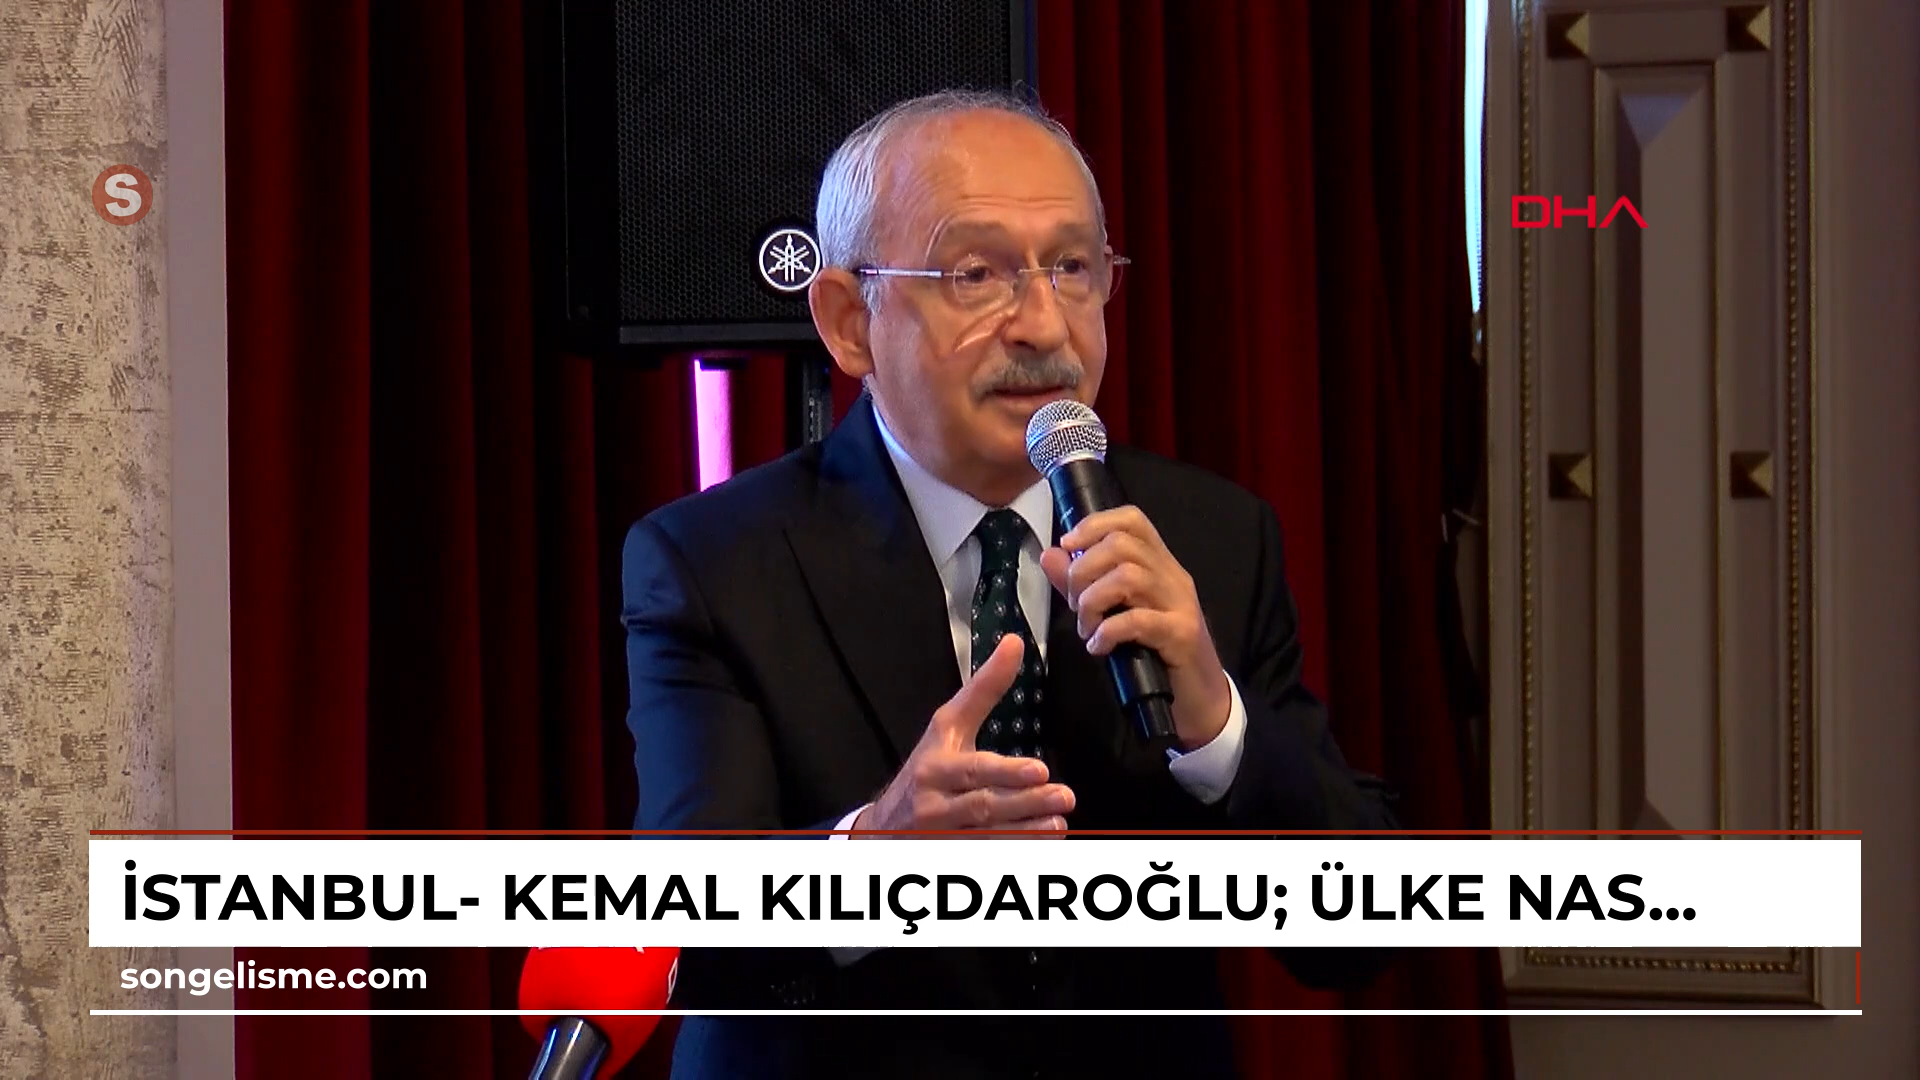 S
DHA
İSTANBUL- KEMAL KILIÇDAROĞLU; ÜLKE NAS...
songelisme.com